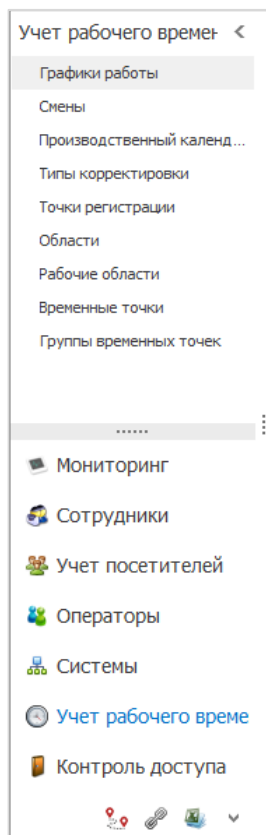 Учет рабочего времен
Графики работы
Смены
Производственный календ...
Типы корректировки
Точки регистрации
Области
Рабочие области
Временные точки
Группы временных точек
Мониторинг
Сотрудники
Учет посетителей
Операторы
Системы
Учет рабочего време
Контроль доступа